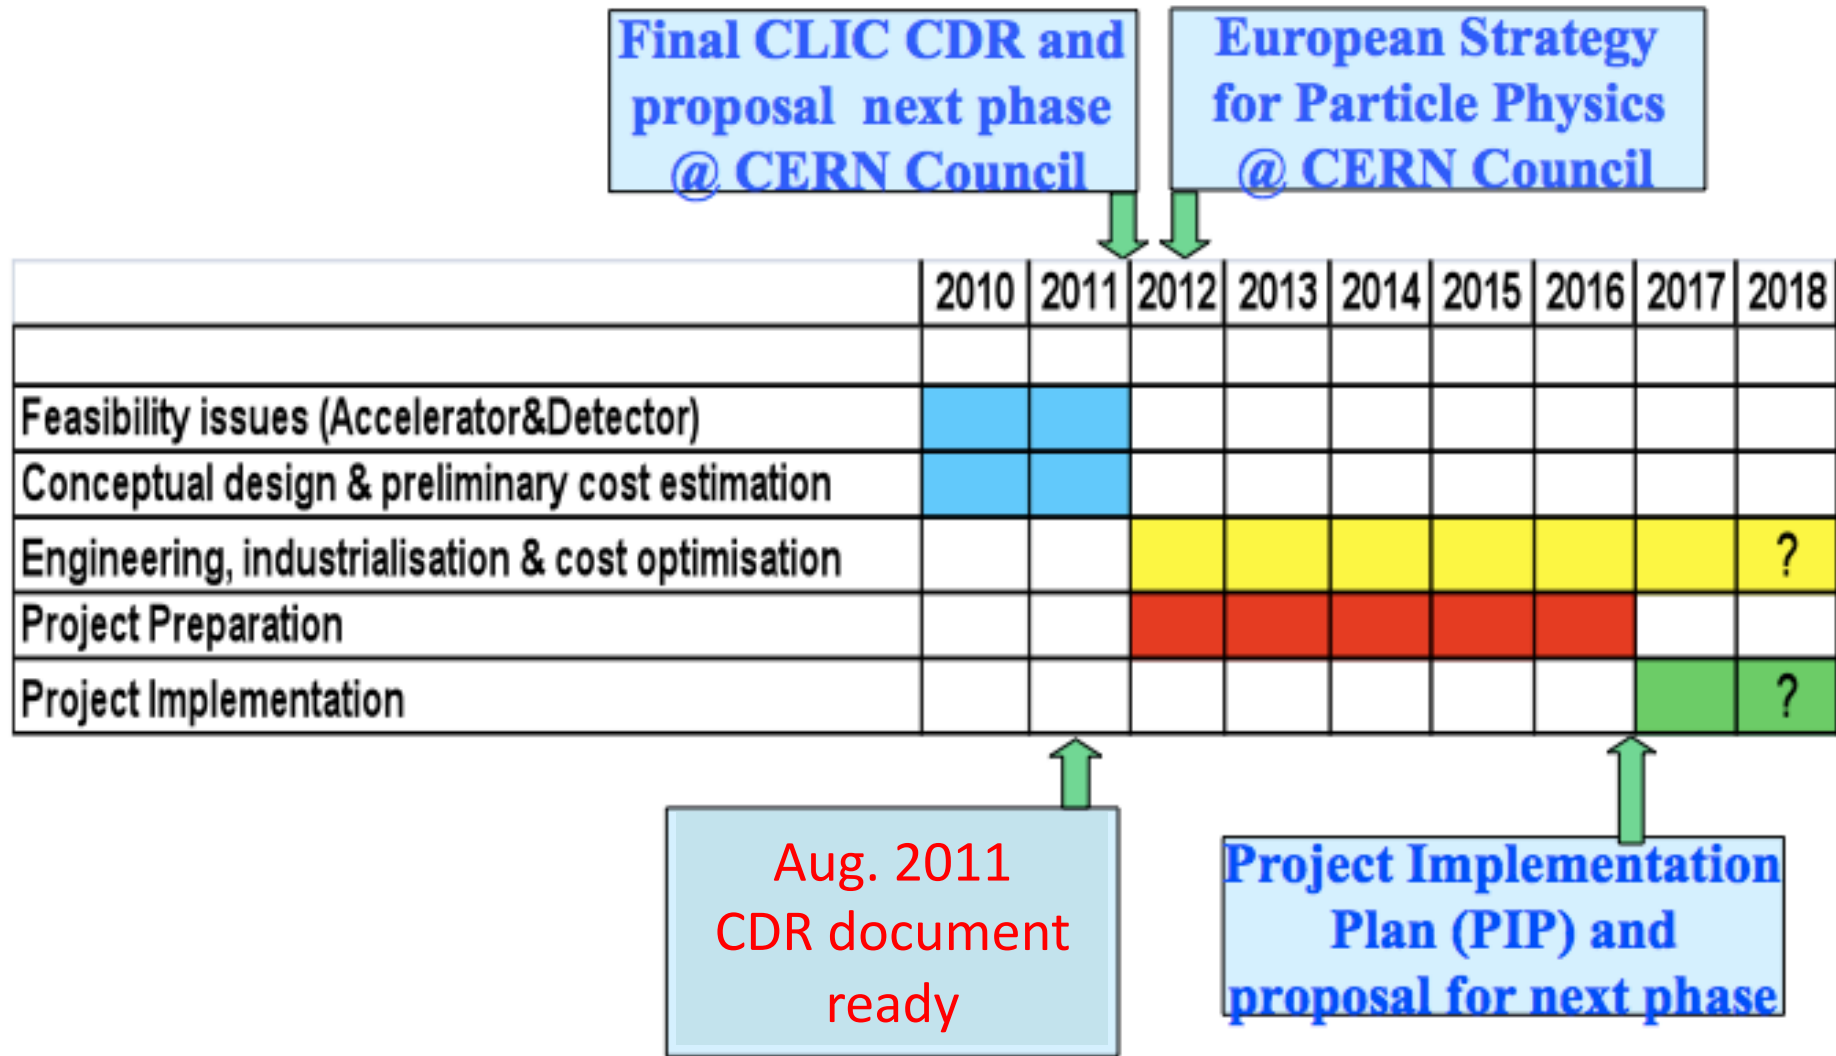 Final CLIC CDR and
proposal next phase
@ CERN Council
European Strategy
for Particle Physics
@ CERN Council
2010 2011 2012 2013 2014 2015 2016 2017 2018
Feasibility issues (Accelerator&Detector)
Conceptual design & preliminary cost estimation
Engineering, industrialisation & cost optimisation ?
Project Preparation
Project Implementation ?
Aug. 2011
CDR document
ready
Project Implementation
Plan (PIP) and
proposal for next phase